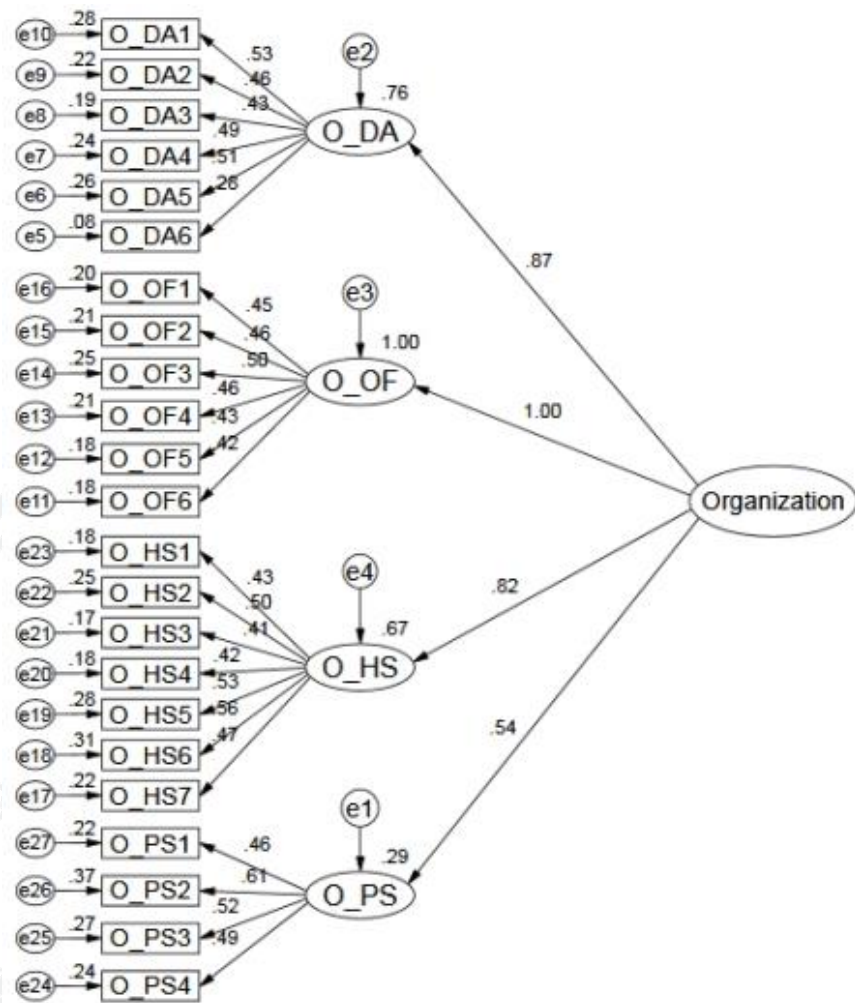 e10 .28 O_DA1
e9 .22 O_DA2
e8 .19 O_DA3
e7 .24 O_DA4
e6 .26 O_DA5
e5 .08 O_DA6
.53
.46
.43
.49
.51
.28
e2
.76
O_DA
.87
e16 .20 O_OF1
e15 .21 O_OF2
e14 .25 O_OF3
e13 .21 O_OF4
e12 .18 O_OF5
e11 .18 O_OF6
.45
.46
.50
.46
.43
.42
e3
1.00
O_OF
1.00
Organization
e23 .18 O_HS1
e22 .25 O_HS2
e21 .17 O_HS3
e20 .18 O_HS4
e19 .28 O_HS5
e18 .31 O_HS6
e17 .22 O_HS7
.43
.50
.41
.42
.53
.56
.47
e4
.67
O_HS
.82
e27 .22 O_PS1
e26 .37 O_PS2
e25 .27 O_PS3
e24 .24 O_PS4
.46
.61
.52
.49
e1
.29
O_PS
.54